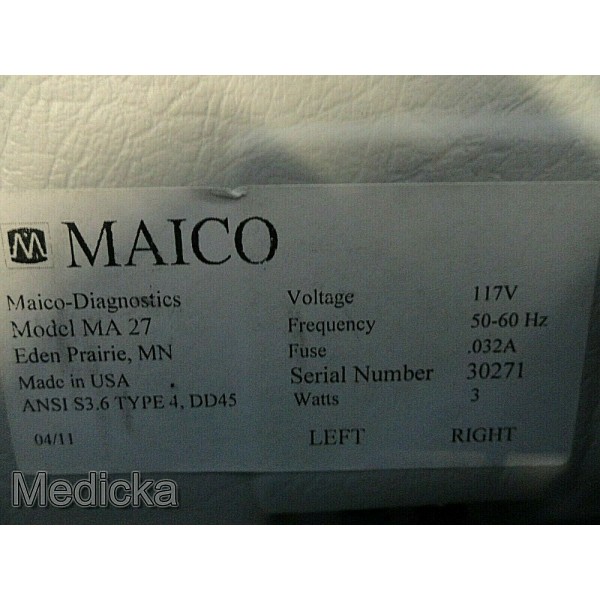 M MAICO
Maico-Diagnostics
Model MA 27
Eden Prairie, MN
Made in USA
ANSI S3.6 TYPE 4, DD45
04/11
Voltage 117V
Frequency 50-60 Hz
Fuse .032A
Serial Number 30271
Watts 3
LEFT RIGHT
Medicka